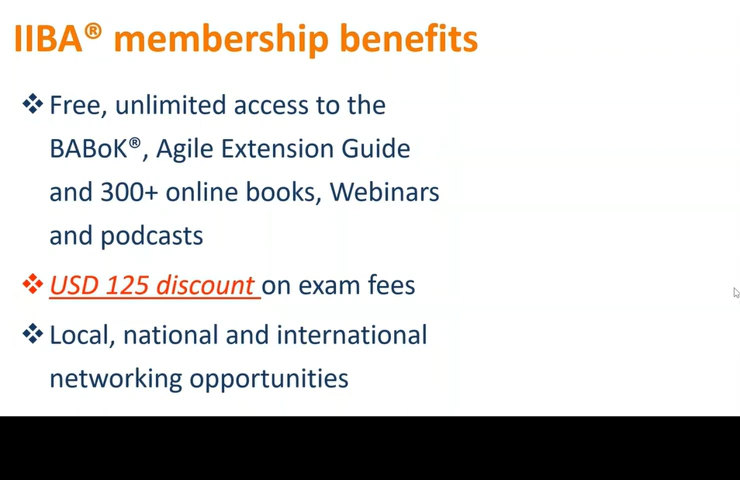 IIBA® membership benefits
❖ Free, unlimited access to the
BABoK®, Agile Extension Guide
and 300+ online books, Webinars
and podcasts
❖ USD 125 discount on exam fees
❖ Local, national and international
networking opportunities